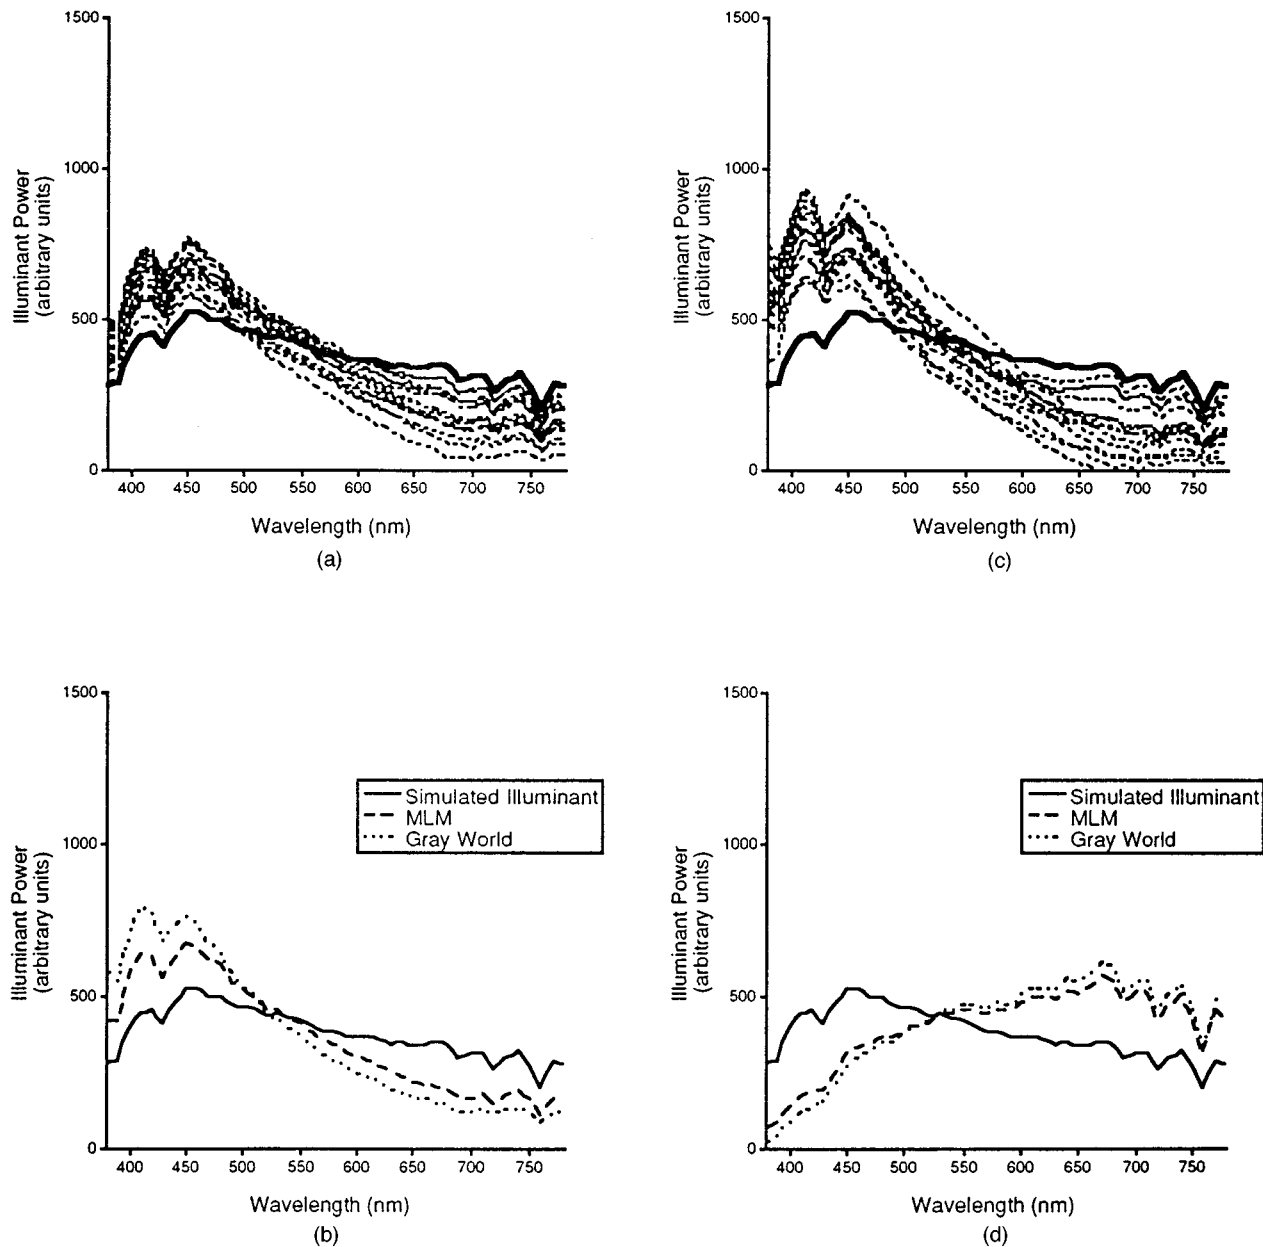 1500
1000
500
0
Illuminant Power
(arbitrary units)
400 450 500 550 600 650 700 750
Wavelength (nm)
(a)
1500
1000
500
0
Illuminant Power
(arbitrary units)
400 450 500 550 600 650 700 750
Wavelength (nm)
(c)
1500
1000
500
0
Illuminant Power
(arbitrary units)
Simulated Illuminant
MLM
Gray World
400 450 500 550 600 650 700 750
Wavelength (nm)
(b)
1500
1000
500
0
Illuminant Power
(arbitrary units)
Simulated Illuminant
MLM
Gray World
400 450 500 550 600 650 700 750
Wavelength (nm)
(d)